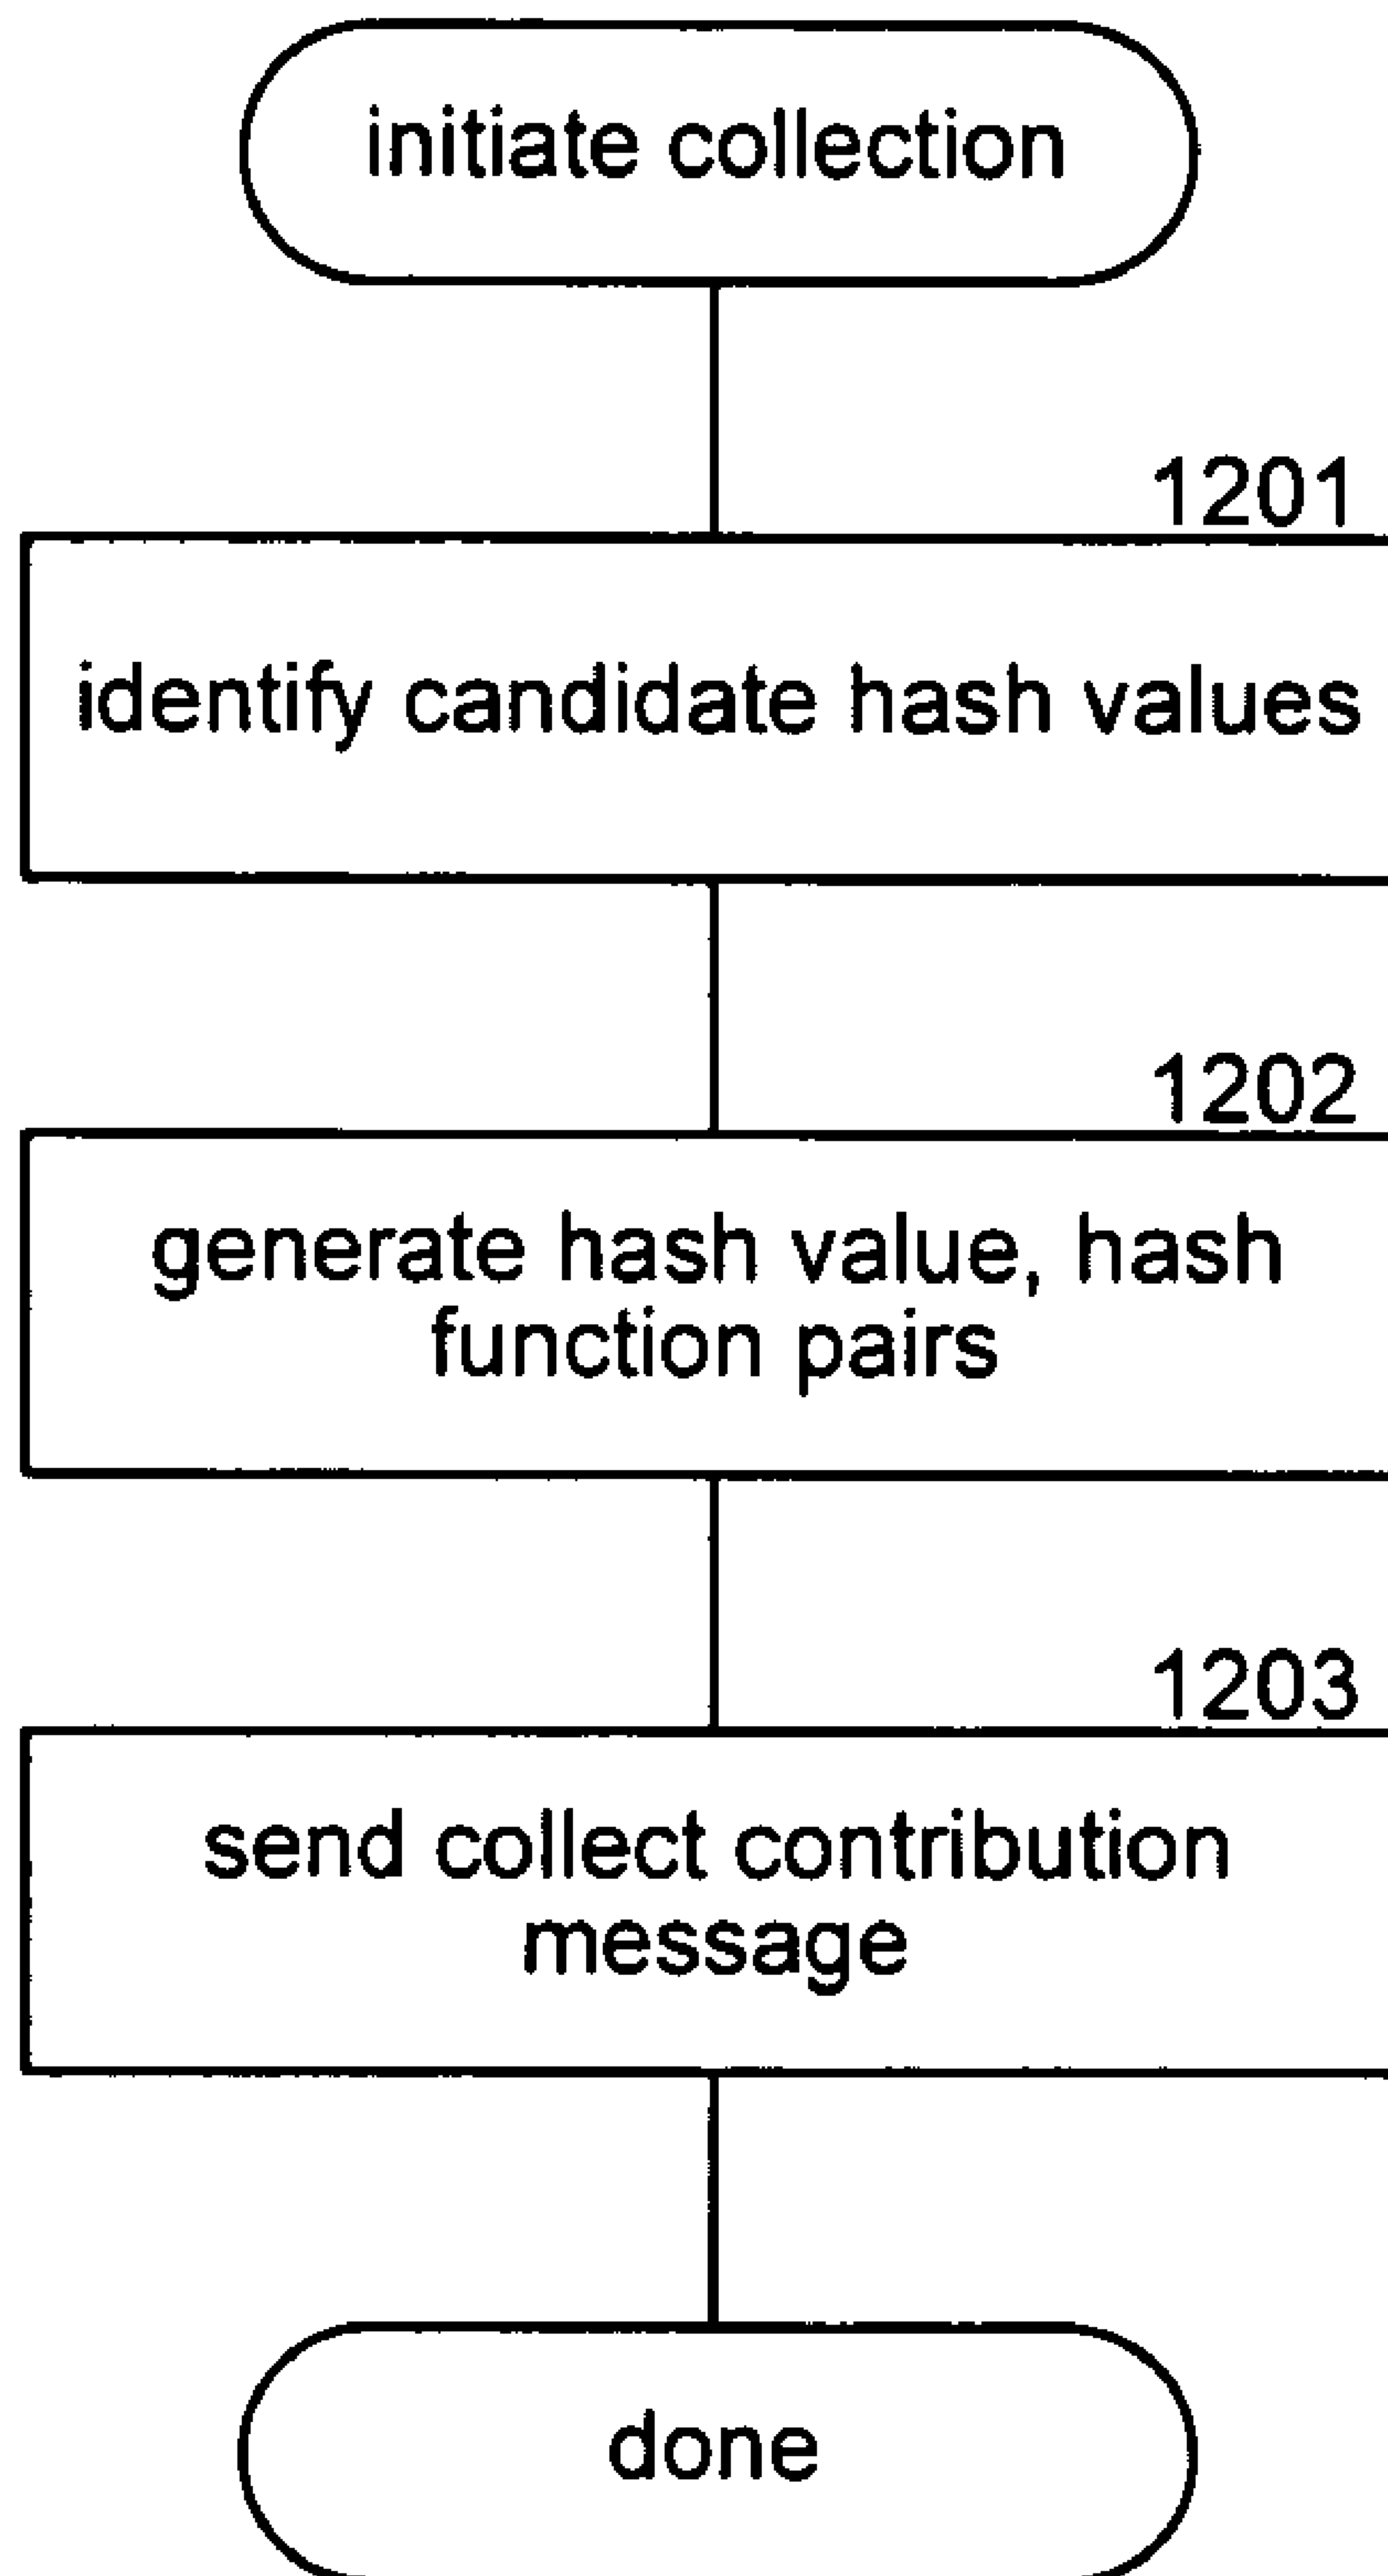 initiate collection
1201
identify candidate hash values
1202
generate hash value, hash
function pairs
1203
send collect contribution
message
done